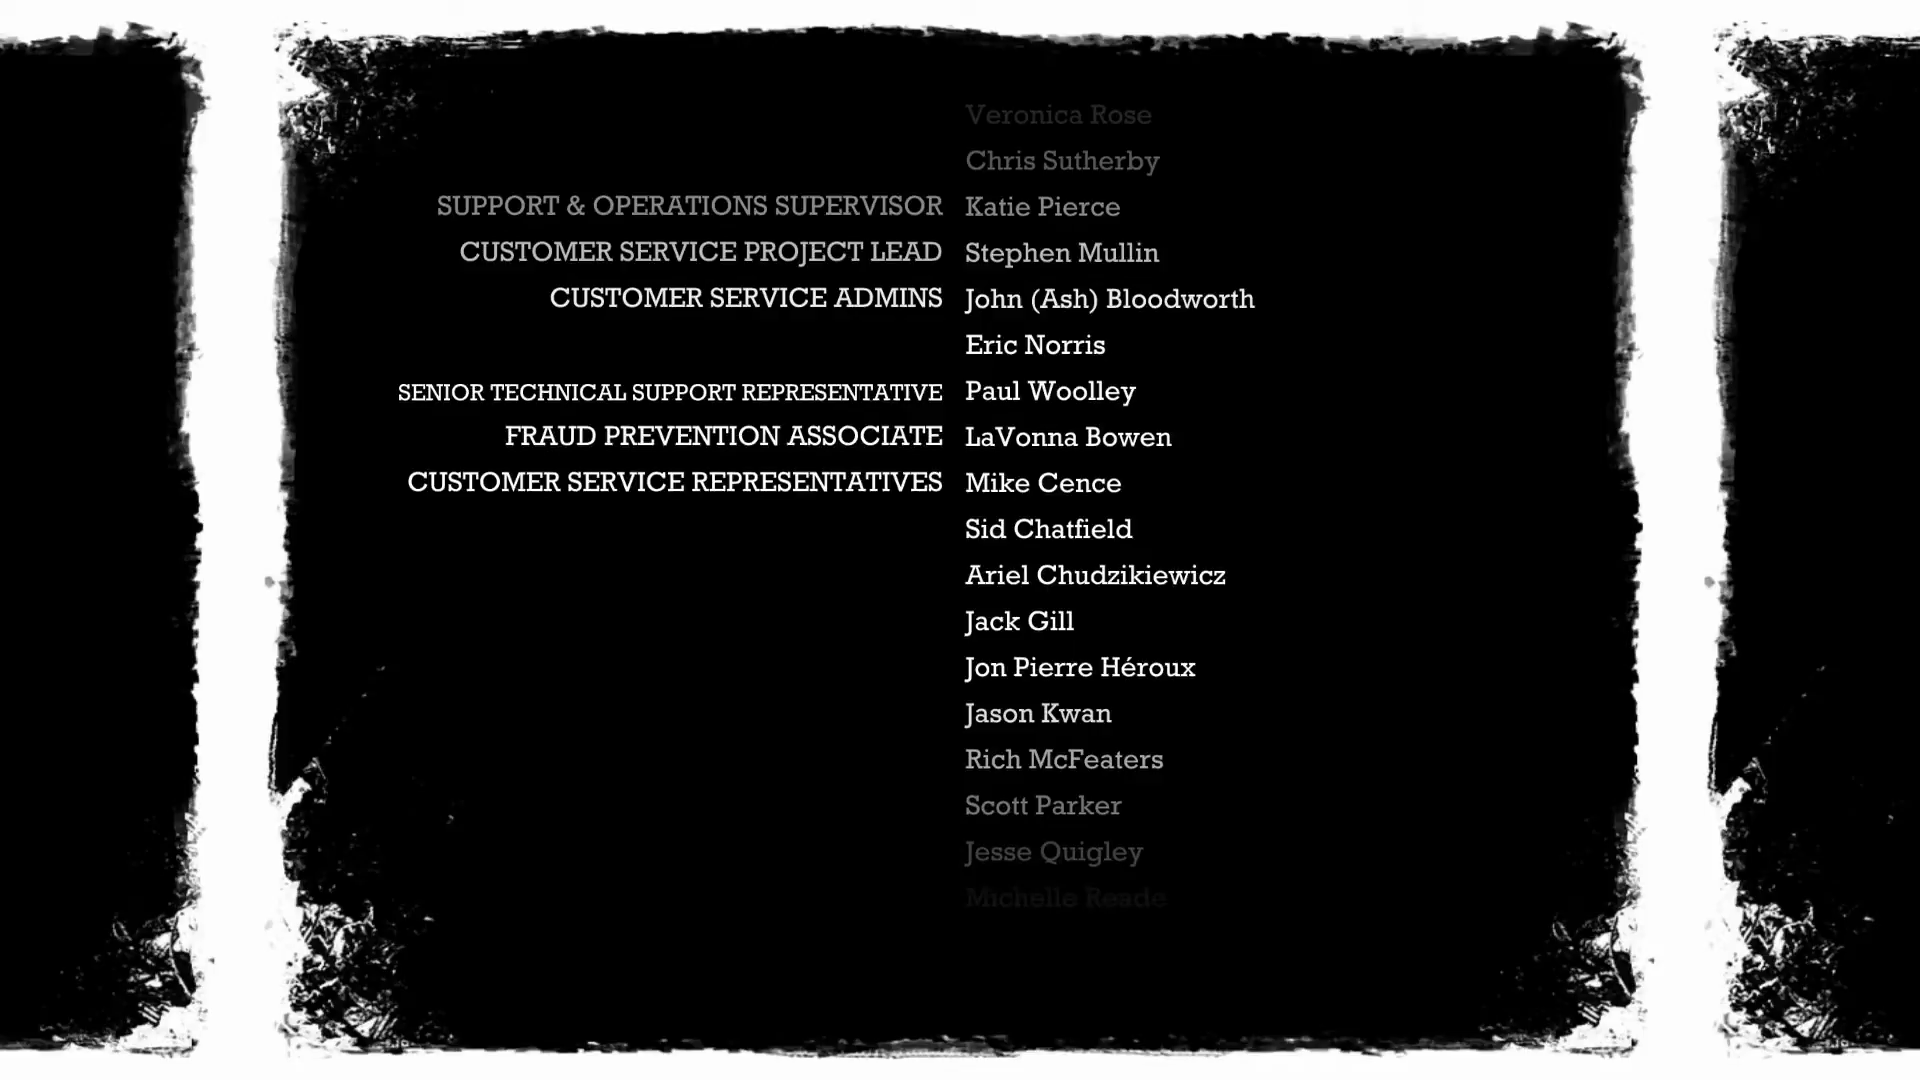 Veronica Rose
Chris Sutherby
SUPPORT & OPERATIONS SUPERVISOR Katie Pierce
CUSTOMER SERVICE PROJECT LEAD Stephen Mullin
CUSTOMER SERVICE ADMINS John (Ash) Bloodworth
Eric Norris
SENIOR TECHNICAL SUPPORT REPRESENTATIVE Paul Woolley
FRAUD PREVENTION ASSOCIATE LaVonna Bowen
CUSTOMER SERVICE REPRESENTATIVES Mike Cence
Sid Chatfield
Ariel Chudzikiewicz
Jack Gill
Jon Pierre Héroux
Jason Kwan
Rich McFeaters
Scott Parker
Jesse Quigley
Michelle Reade